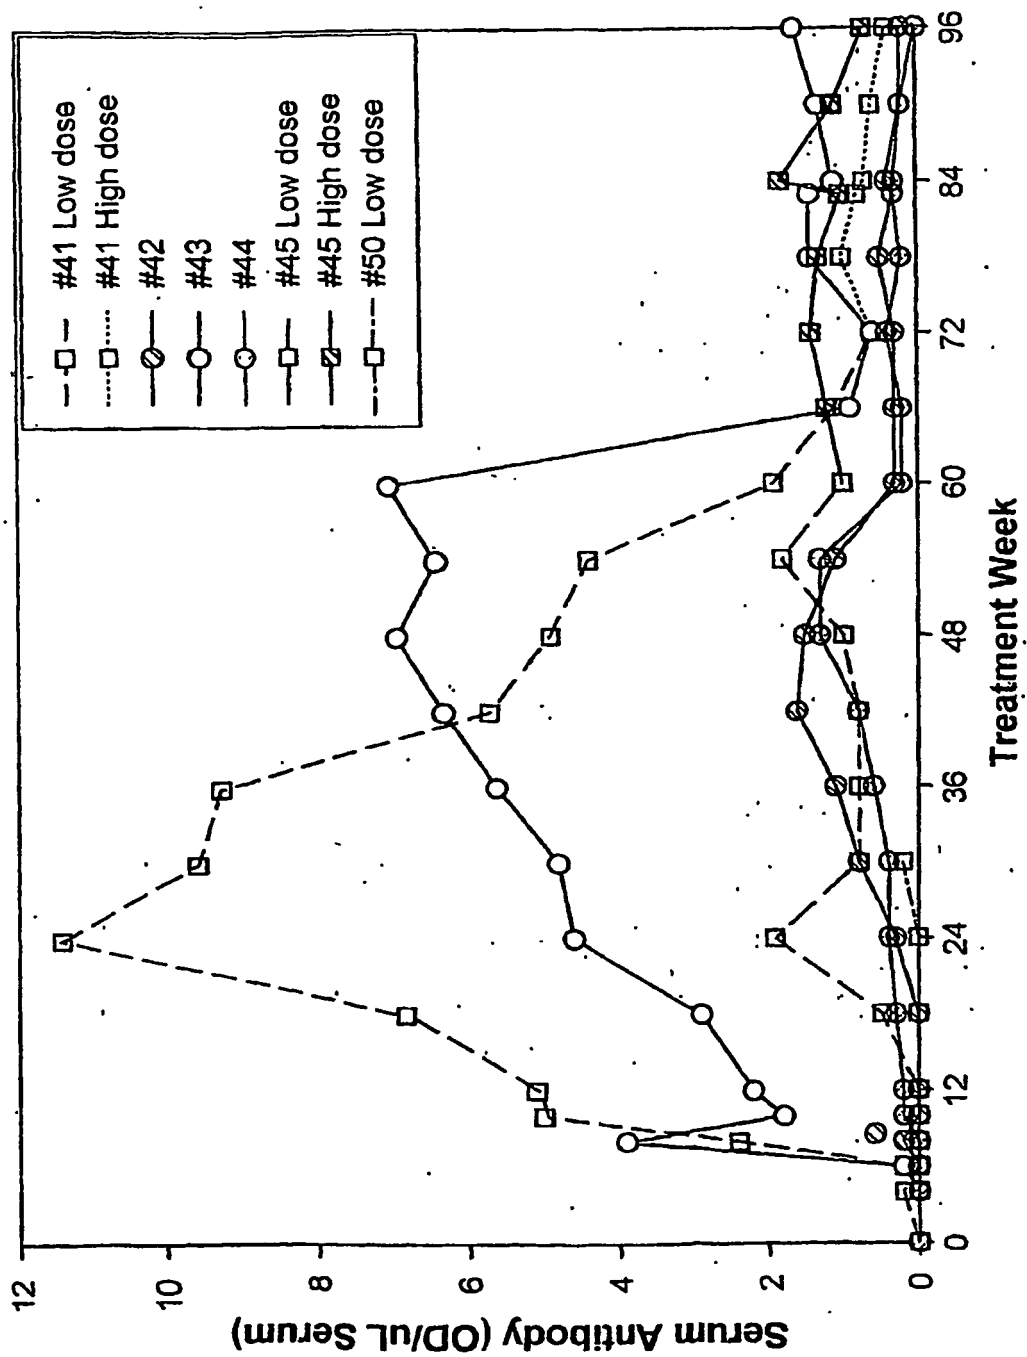 #41 Low dose
#41 High dose
#42
#43
#44
#45 Low dose
#45 High dose
#50 Low dose
12
10
8
6
4
2
0
Serum Antibody (OD/uL Serum)
0 12 24 36 48 60 72 84 96
Treatment Week